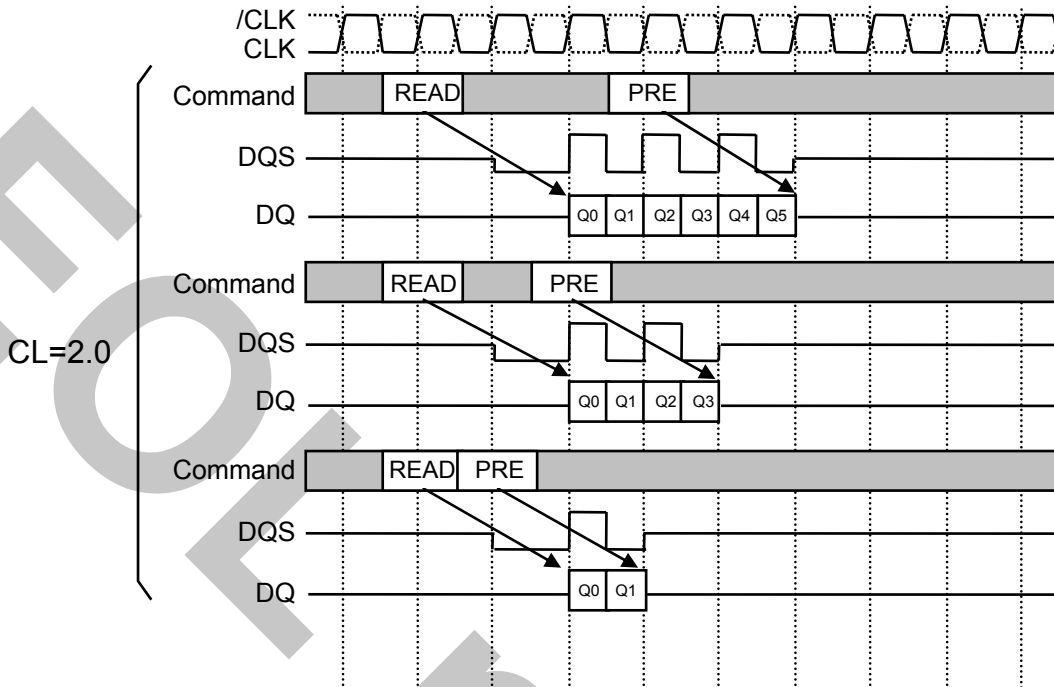 /CLK
CLK
Command READ PRE
DQS
DQ Q0 Q1 Q2 Q3 Q4 Q5
Command READ PRE
CL=2.0
DQS
DQ Q0 Q1 Q2 Q3
Command READ PRE
DQS
DQ Q0 Q1